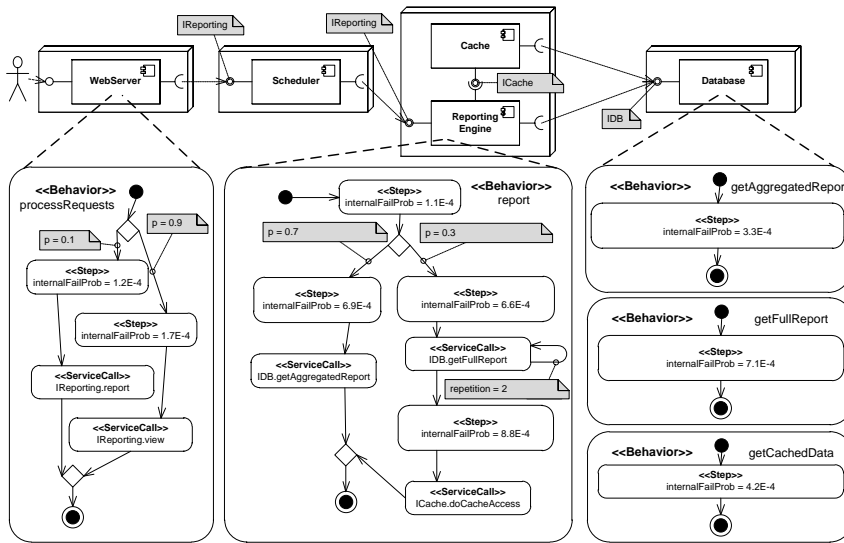 IReporting
IReporting
WebServer
Scheduler
Cache
ICache
Reporting
Engine
Database
IDB
<<Behavior>>
processRequests
p = 0.1
p = 0.9
<<Step>>
internalFailProb = 1.2E-4
<<Step>>
internalFailProb = 1.7E-4
<<ServiceCall>>
IReporting.report
<<ServiceCall>>
IReporting.view
<<Behavior>>
report
<<Step>>
internalFailProb = 1.1E-4
p = 0.7
p = 0.3
<<Step>>
internalFailProb = 6.9E-4
<<Step>>
internalFailProb = 6.6E-4
<<ServiceCall>>
IDB.getAggregatedReport
<<ServiceCall>>
IDB.getFullReport
repetition = 2
<<Step>>
internalFailProb = 8.8E-4
<<ServiceCall>>
ICache.doCacheAccess
<<Behavior>>
getAggregatedReport
<<Step>>
internalFailProb = 3.3E-4
<<Behavior>>
getFullReport
<<Step>>
internalFailProb = 7.1E-4
<<Behavior>>
getCachedData
<<Step>>
internalFailProb = 4.2E-4